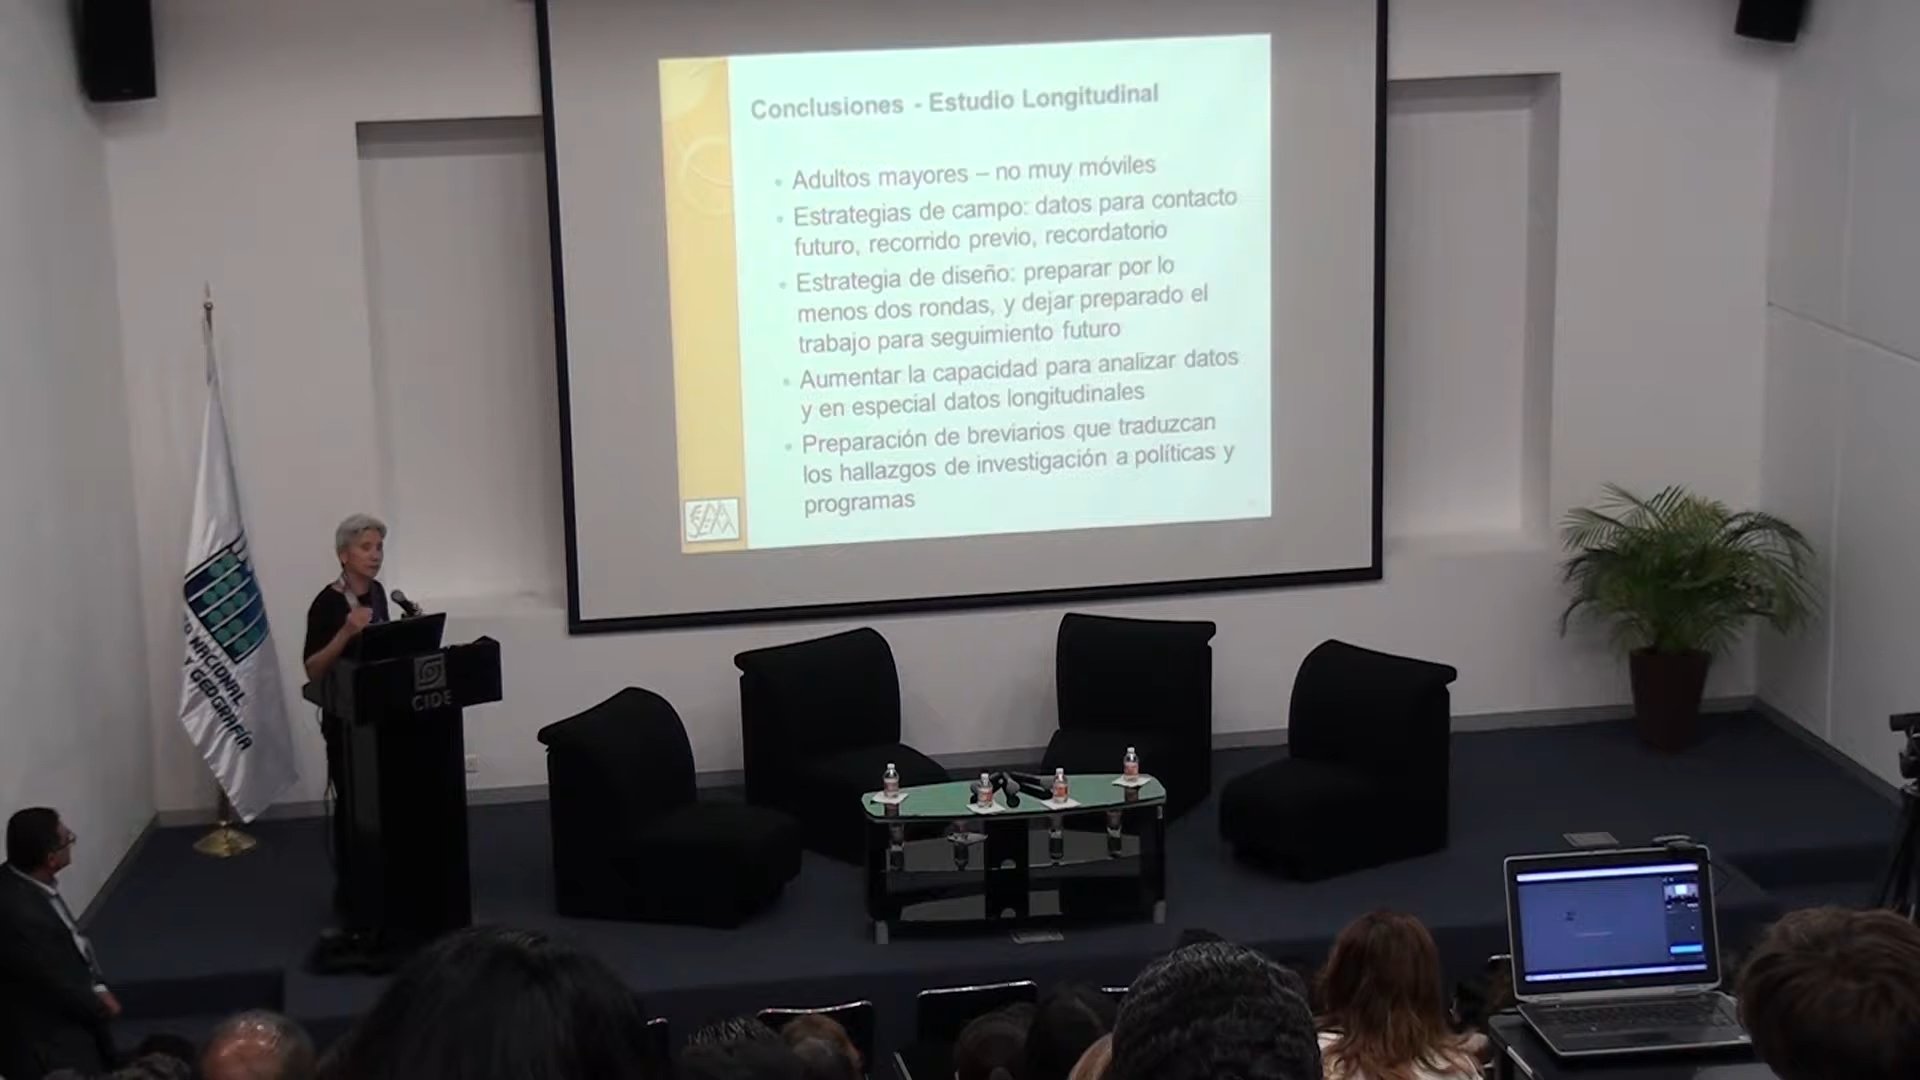 Conclusiones - Estudio Longitudinal
• Adultos mayores – no muy móviles
• Estrategias de campo: datos para contacto
futuro, recorrido previo, recordatorio
• Estrategia de diseño: preparar por lo
menos dos rondas, y dejar preparado el
trabajo para seguimiento futuro
• Aumentar la capacidad para analizar datos
y en especial datos longitudinales
• Preparación de breviarios que traduzcan
los hallazgos de investigación a políticas y
programas
NACIONAL
Y GEOGRAFÍA
CIDE